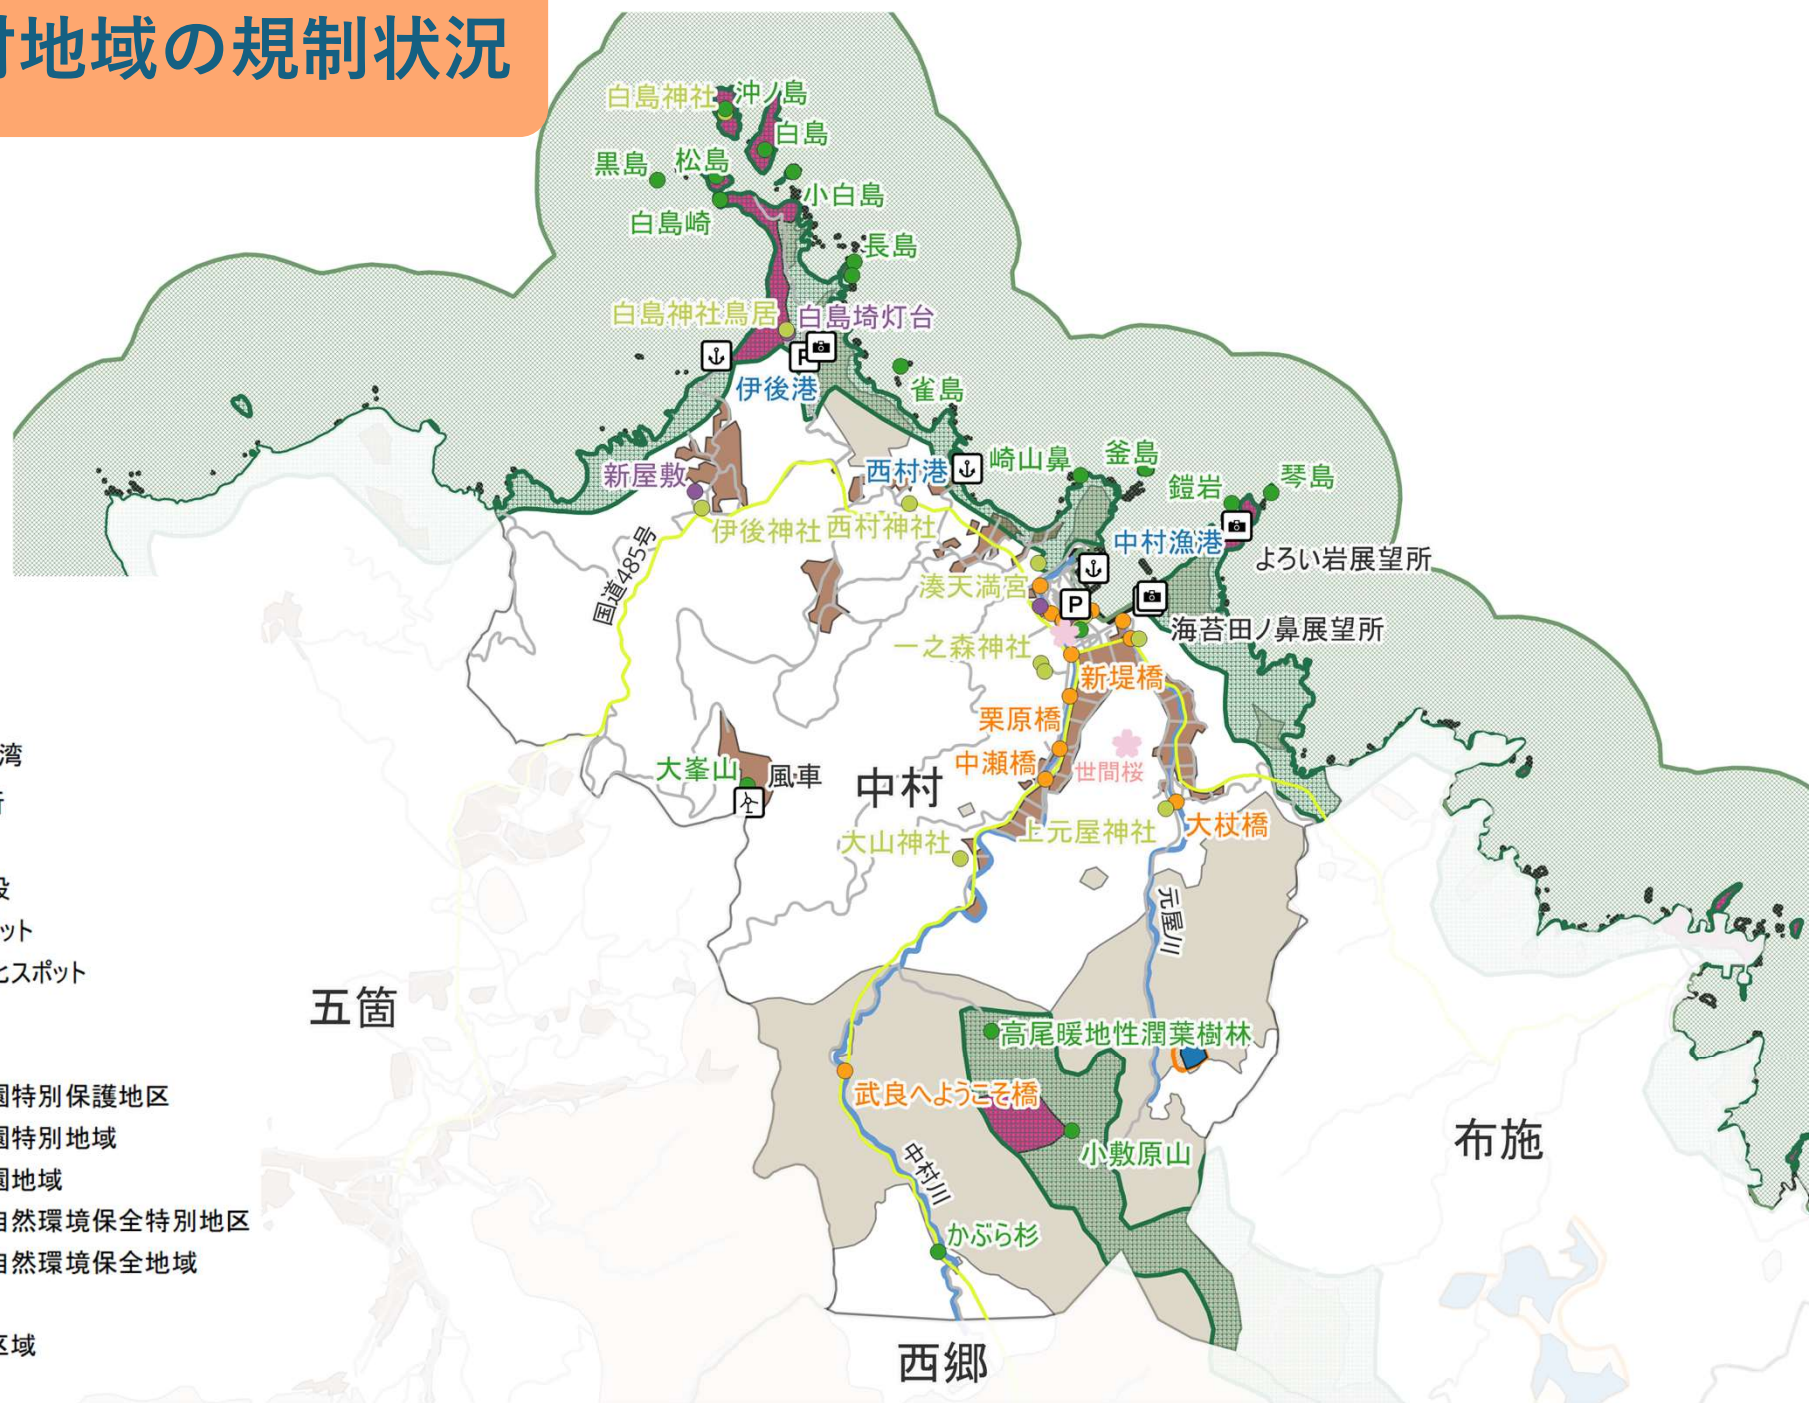 地域の規制状況
白島神社
沖ノ島
白島
黒島
松島
小白島
白島崎
長島
白島神社鳥居
白島埼灯台
P
伊後港
雀島
西村港
崎山鼻
釜島
鎧岩
琴島
新屋敷
伊後神社
西村神社
中村漁港
よろい岩展望所
国道485号
湊天満宮
P
海苔田ノ鼻展望所
一之森神社
新堤橋
栗原橋
中瀬橋
世間桜
大峯山
風車
中村
上元屋神社
大杖橋
大山神社
元屋川
湾
ット
スポット
五箇
高尾暖地性潤葉樹林
武良へようこそ橋
園特別保護地区
園特別地域
園地域
自然環境保全特別地区
自然環境保全地域
区域
小敷原山
布施
中村川
かぶら杉
西郷